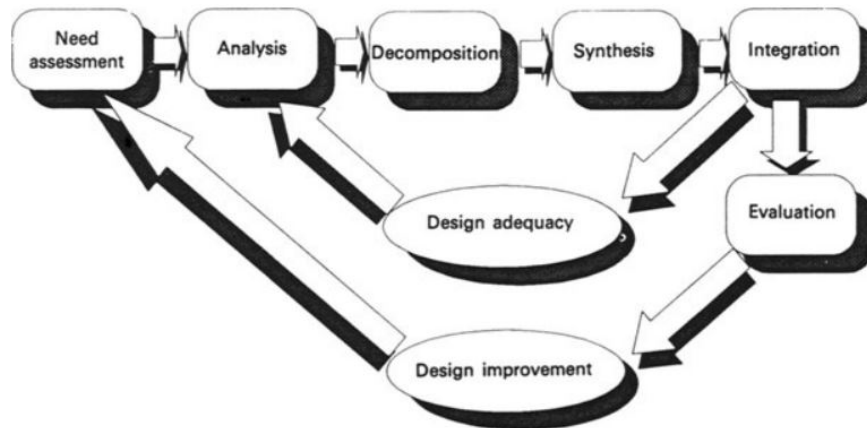 Need
assessment
Analysis
Decomposition
Synthesis
Integration
Design adequacy
Evaluation
Design improvement